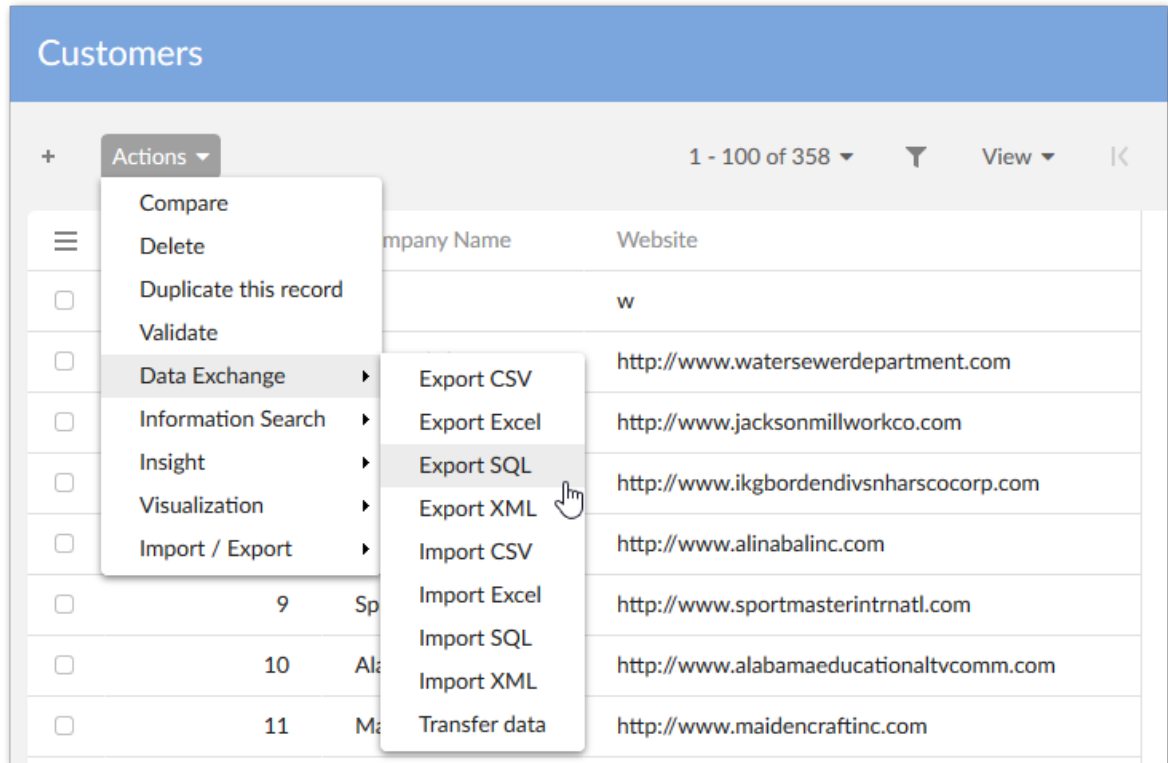 Customers
+ Actions 1 - 100 of 358 View
Compare
Delete
Duplicate this record
Validate
Data Exchange
Information Search
Insight
Visualization
Import / Export
Export CSV
Export Excel
Export SQL
Export XML
Import CSV
Import Excel
Import SQL
Import XML
Transfer data
mpany Name Website
w
http://www.watersewerdepartment.com
http://www.jacksonmillworkco.com
http://www.ikgbordendivsnharscocorp.com
http://www.alinabalinc.com
9 Sp http://www.sportmasterintrnatl.com
10 Ala http://www.alabamaeducationaltvcomm.com
11 Ma http://www.maidencraftinc.com